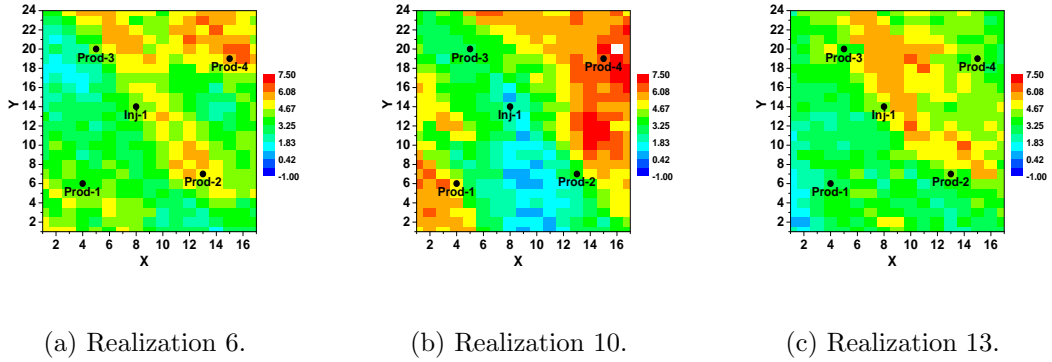 24
22
20
18
16
14
12
10
8
6
4
2
Y
2 4 6 8 10 12 14 16
X
Prod-3
Prod-4
Inj-1
Prod-2
Prod-1
7.50
6.08
4.67
3.25
1.83
0.42
-1.00
(a) Realization 6.
24
22
20
18
16
14
12
10
8
6
4
2
Y
2 4 6 8 10 12 14 16
X
Prod-3
Prod-4
Inj-1
Prod-2
Prod-1
7.50
6.08
4.67
3.25
1.83
0.42
-1.00
(b) Realization 10.
24
22
20
18
16
14
12
10
8
6
4
2
Y
2 4 6 8 10 12 14 16
X
Prod-3
Prod-4
Inj-1
Prod-2
Prod-1
7.50
6.08
4.67
3.25
1.83
0.42
-1.00
(c) Realization 13.